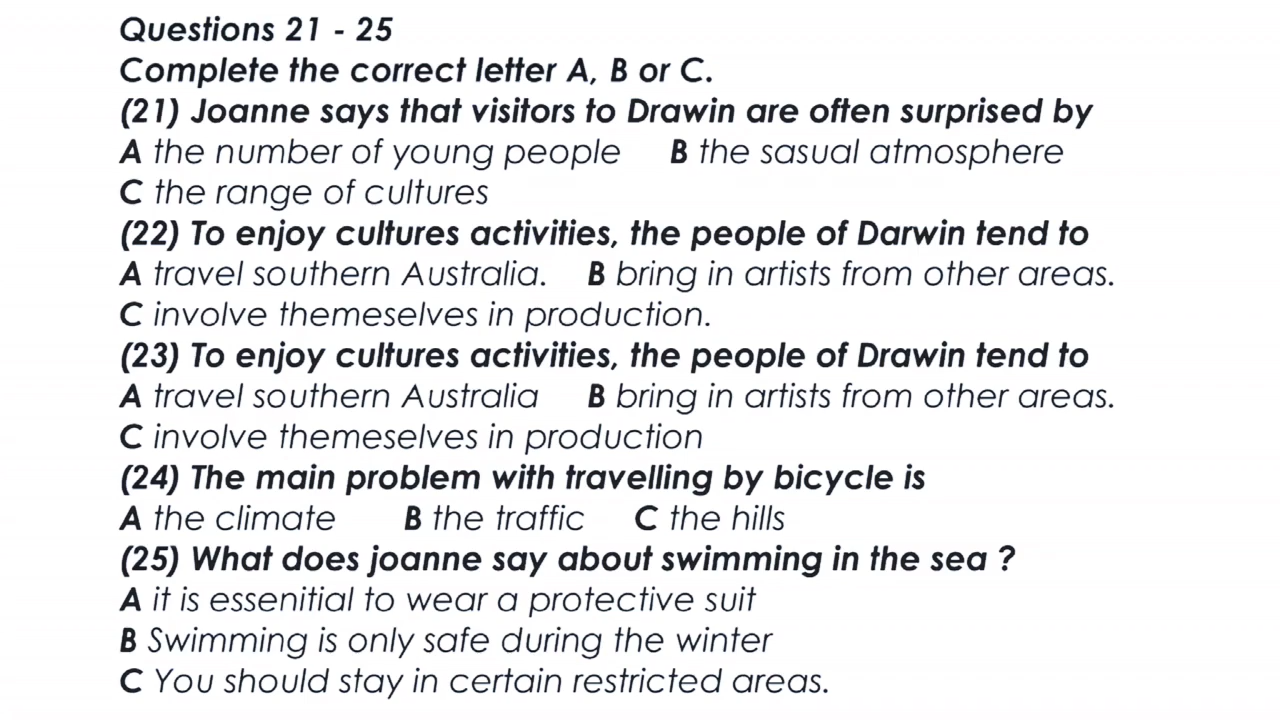 Questions 21 - 25
Complete the correct letter A, B or C.
(21) Joanne says that visitors to Drawin are often surprised by
A the number of young people B the sasual atmosphere
C the range of cultures
(22) To enjoy cultures activities, the people of Darwin tend to
A travel southern Australia. B bring in artists from other areas.
C involve themeselves in production.
(23) To enjoy cultures activities, the people of Drawin tend to
A travel southern Australia B bring in artists from other areas.
C involve themeselves in production
(24) The main problem with travelling by bicycle is
A the climate B the traffic C the hills
(25) What does joanne say about swimming in the sea ?
A it is essenitial to wear a protective suit
B Swimming is only safe during the winter
C You should stay in certain restricted areas.